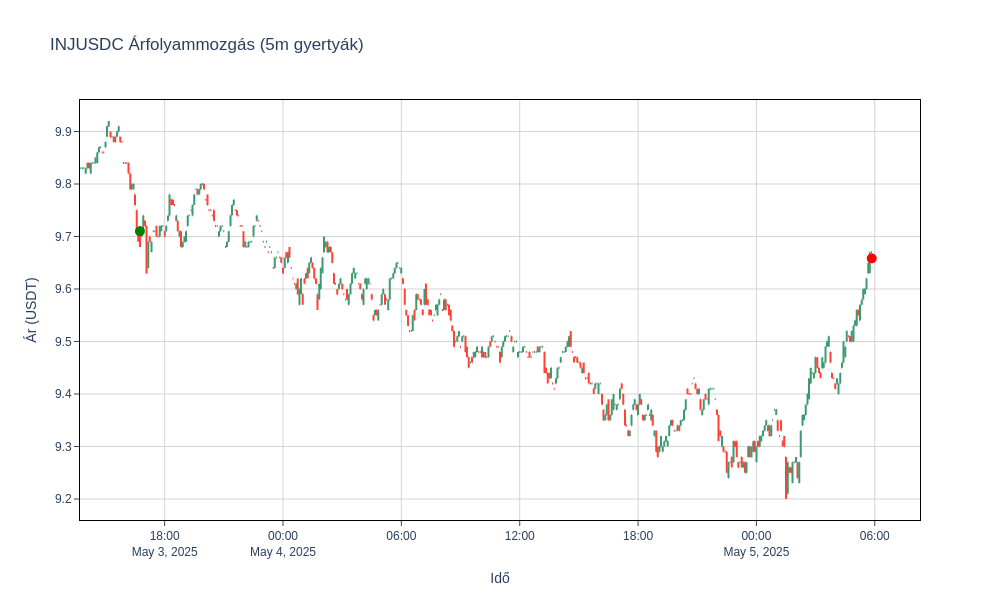 INJUSDC Árfolyammozgás (5m gyertyák)
Ár (USDT)
9.9
9.8
9.7
9.6
9.5
9.4
9.3
9.2
18:00 00:00 06:00 12:00 18:00 00:00 06:00
May 3, 2025 May 4, 2025 May 5, 2025
Idő